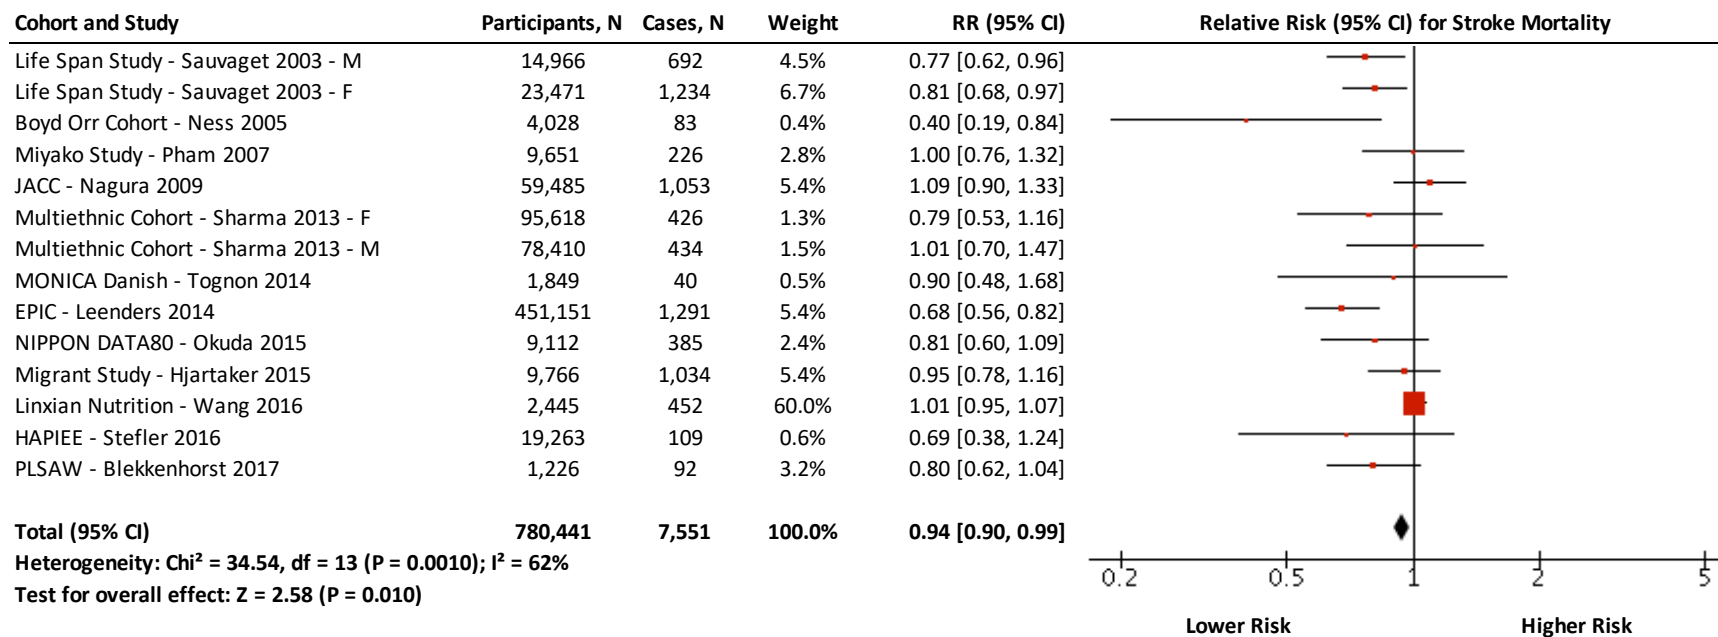 Cohort and Study Participants, N Cases, N Weight RR (95% CI) Relative Risk (95% CI) for Stroke Mortality
Life Span Study - Sauvaget 2003 - M 14,966 692 4.5% 0.77 [0.62, 0.96]
Life Span Study - Sauvaget 2003 - F 23,471 1,234 6.7% 0.81 [0.68, 0.97]
Boyd Orr Cohort - Ness 2005 4,028 83 0.4% 0.40 [0.19, 0.84]
Miyako Study - Pham 2007 9,651 226 2.8% 1.00 [0.76, 1.32]
JACC - Nagura 2009 59,485 1,053 5.4% 1.09 [0.90, 1.33]
Multiethnic Cohort - Sharma 2013 - F 95,618 426 1.3% 0.79 [0.53, 1.16]
Multiethnic Cohort - Sharma 2013 - M 78,410 434 1.5% 1.01 [0.70, 1.47]
MONICA Danish - Tognon 2014 1,849 40 0.5% 0.90 [0.48, 1.68]
EPIC - Leenders 2014 451,151 1,291 5.4% 0.68 [0.56, 0.82]
NIPPON DATA80 - Okuda 2015 9,112 385 2.4% 0.81 [0.60, 1.09]
Migrant Study - Hjartaker 2015 9,766 1,034 5.4% 0.95 [0.78, 1.16]
Linxian Nutrition - Wang 2016 2,445 452 60.0% 1.01 [0.95, 1.07]
HAPIEE - Stefler 2016 19,263 109 0.6% 0.69 [0.38, 1.24]
PLSAW - Blekkenhorst 2017 1,226 92 3.2% 0.80 [0.62, 1.04]
Total (95% CI) 780,441 7,551 100.0% 0.94 [0.90, 0.99]
Heterogeneity: Chi² = 34.54, df = 13 (P = 0.0010); I² = 62%
0.2 0.5 1 2 5
Test for overall effect: Z = 2.58 (P = 0.010)
Lower Risk Higher Risk